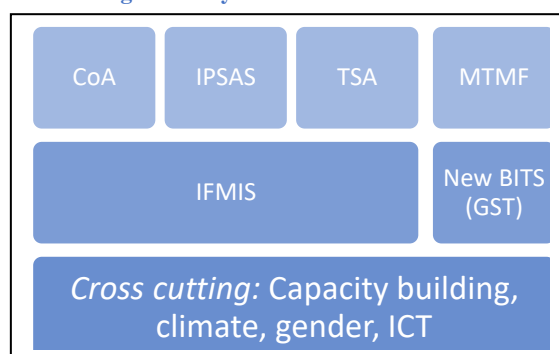 CoA
IPSAS
TSA
MTMF
IFMIS
New BITS
(GST)
Cross cutting: Capacity building,
climate, gender, ICT